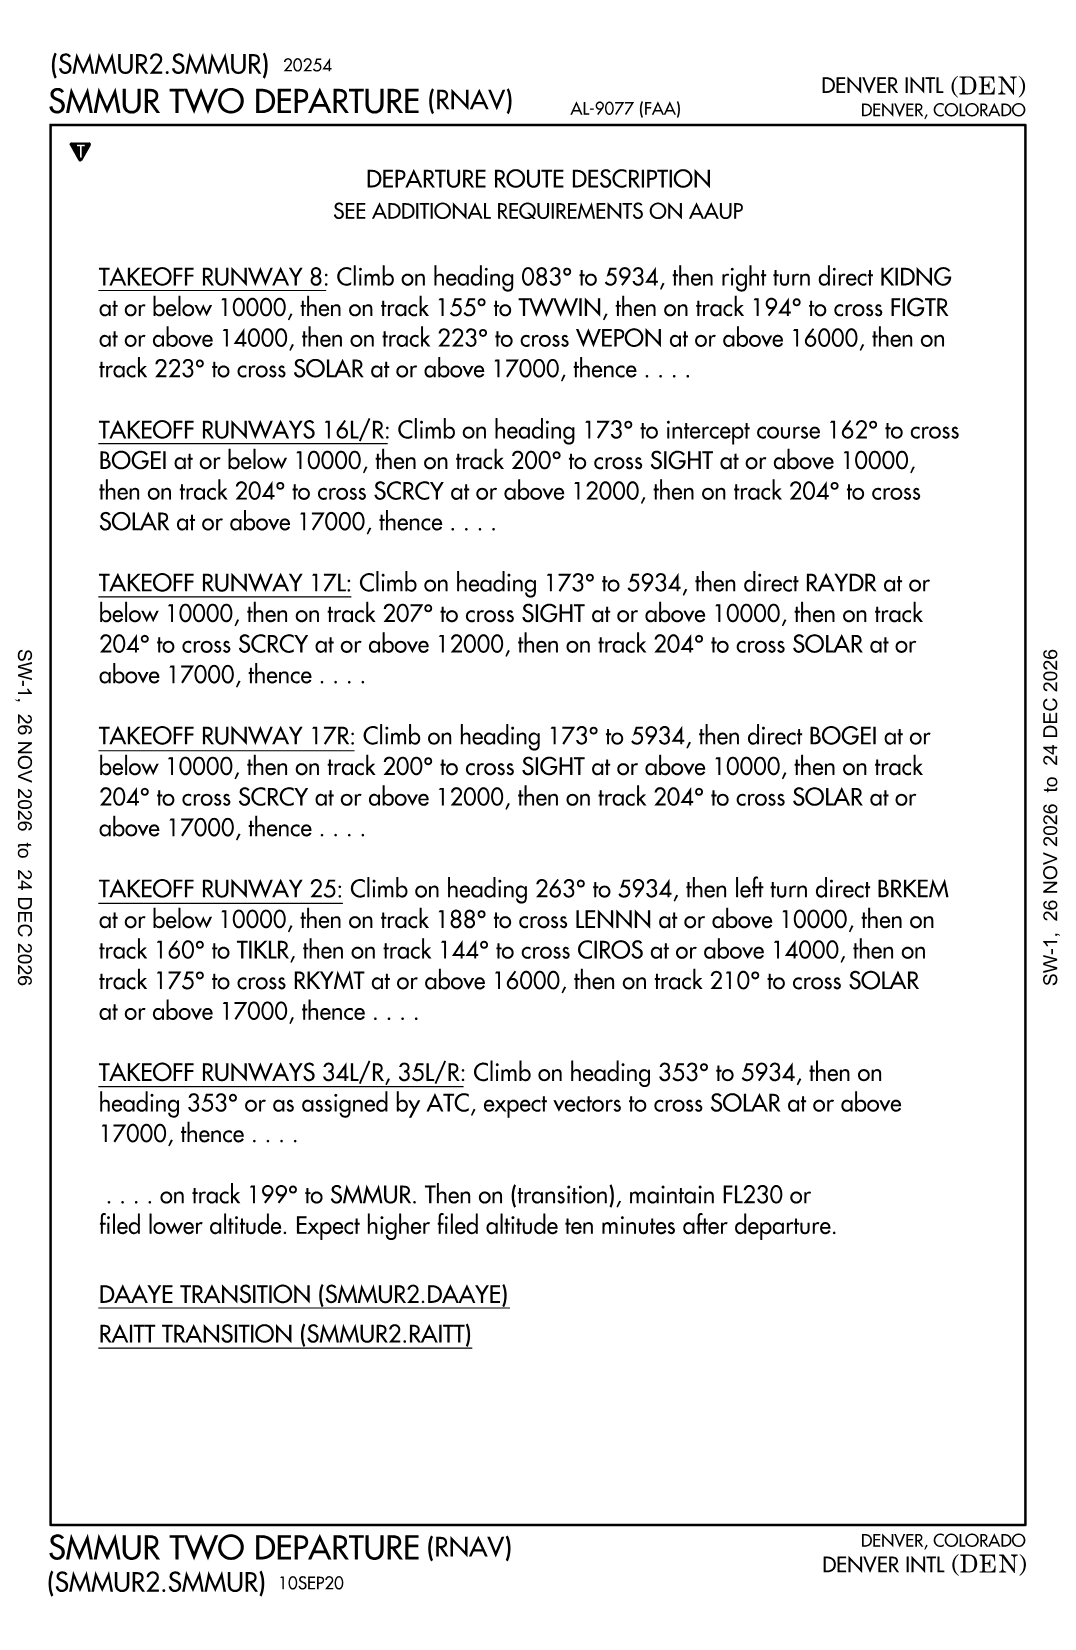 (SMMUR2.SMMUR) 20254
SMMUR TWO DEPARTURE (RNAV)
AL-9077 (FAA)
DENVER INTL (DEN)
DENVER, COLORADO
T
DEPARTURE ROUTE DESCRIPTION
SEE ADDITIONAL REQUIREMENTS ON AAUP
TAKEOFF RUNWAY 8: Climb on heading 083° to 5934, then right turn direct KIDNG
at or below 10000, then on track 155° to TWWIN, then on track 194° to cross FIGTR
at or above 14000, then on track 223° to cross WEPON at or above 16000, then on
track 223° to cross SOLAR at or above 17000, thence . . . .
TAKEOFF RUNWAYS 16L/R: Climb on heading 173° to intercept course 162° to cross
BOGEI at or below 10000, then on track 200° to cross SIGHT at or above 10000,
then on track 204° to cross SCRCY at or above 12000, then on track 204° to cross
SOLAR at or above 17000, thence . . . .
TAKEOFF RUNWAY 17L: Climb on heading 173° to 5934, then direct RAYDR at or
below 10000, then on track 207° to cross SIGHT at or above 10000, then on track
204° to cross SCRCY at or above 12000, then on track 204° to cross SOLAR at or
above 17000, thence . . . .
TAKEOFF RUNWAY 17R: Climb on heading 173° to 5934, then direct BOGEI at or
below 10000, then on track 200° to cross SIGHT at or above 10000, then on track
204° to cross SCRCY at or above 12000, then on track 204° to cross SOLAR at or
above 17000, thence . . . .
TAKEOFF RUNWAY 25: Climb on heading 263° to 5934, then left turn direct BRKEM
at or below 10000, then on track 188° to cross LENNN at or above 10000, then on
track 160° to TIKLR, then on track 144° to cross CIROS at or above 14000, then on
track 175° to cross RKYMT at or above 16000, then on track 210° to cross SOLAR
at or above 17000, thence . . . .
TAKEOFF RUNWAYS 34L/R, 35L/R: Climb on heading 353° to 5934, then on
heading 353° or as assigned by ATC, expect vectors to cross SOLAR at or above
17000, thence . . . .
. . . . on track 199° to SMMUR. Then on (transition), maintain FL230 or
filed lower altitude. Expect higher filed altitude ten minutes after departure.
DAAYE TRANSITION (SMMUR2.DAAYE)
RAITT TRANSITION (SMMUR2.RAITT)
SW-1, 26 NOV 2026 to 24 DEC 2026
SW-1, 26 NOV 2026 to 24 DEC 2026
SMMUR TWO DEPARTURE (RNAV)
(SMMUR2.SMMUR) 10SEP20
DENVER, COLORADO
DENVER INTL (DEN)